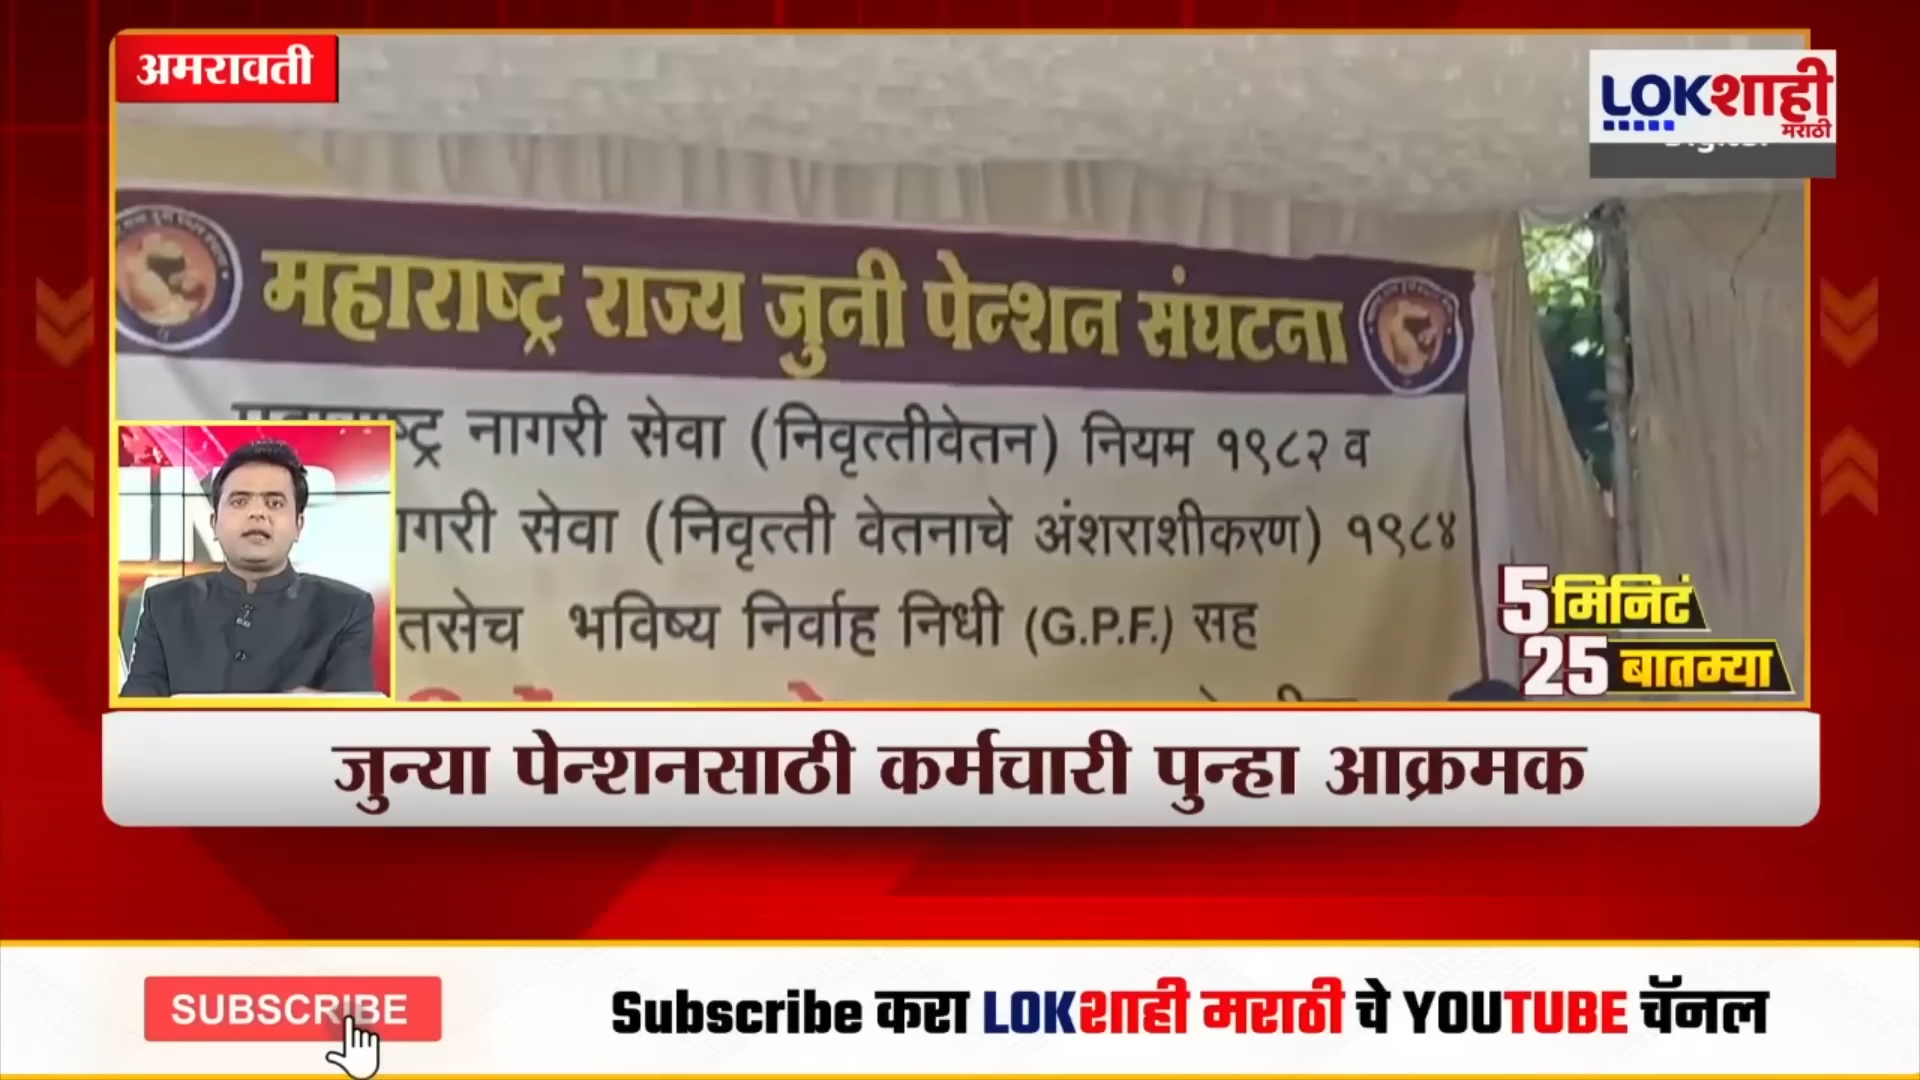 अमरावती
LOKशाही
मराठी
महाराष्ट्र राज्य जुनी पेन्शन संघटना
नागरी सेवा (निवृत्तीवेतन) नियम १९८२ व
सेवा (निवृत्ती वेतनाचे अंशराशीकरण) १९८४
तसेच भविष्य निर्वाह निधी (G.P.F.) सह
5 मिनिटं
25 बातम्या
जुन्या पेन्शनसाठी कर्मचारी पुन्हा आक्रमक
SUBSCRIBE
Subscribe करा LOKशाही मराठी चे YOUTUBE चॅनल